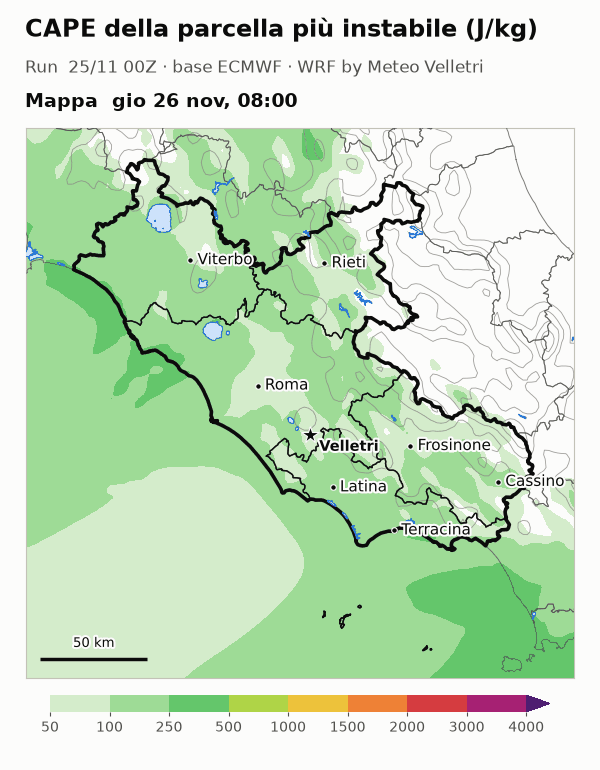 CAPE della parcella più instabile (J/kg)
Run  25/11 00Z · base ECMWF · WRF by Meteo Velletri
Mappa  gio 26 nov, 08:00
Viterbo
Rieti
Roma
Velletri
Frosinone
Cassino
Latina
Terracina
50 km
50 100 250 500 1000 1500 2000 3000 4000